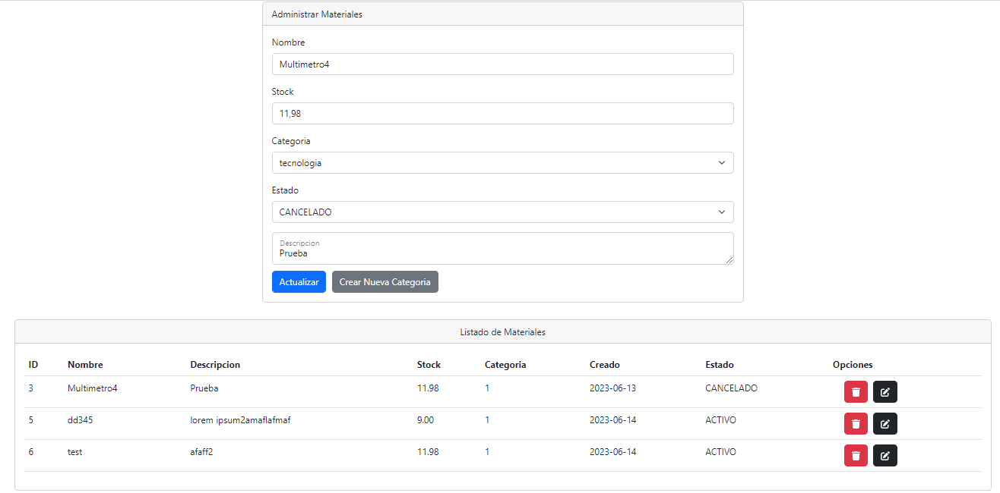 Administrar Materiales
Nombre
Multimetro4
Stock
11,98
Categoria
tecnologia
Estado
CANCELADO
Descripcion
Prueba
Actualizar Crear Nueva Categoria
Listado de Materiales
ID Nombre Descripcion Stock Categoria Creado Estado Opciones
3 Multimetro4 Prueba 11.98 1 2023-06-13 CANCELADO
5 dd345 lorem ipsum2amaflafmaf 9.00 1 2023-06-14 ACTIVO
6 test afaff2 11.98 1 2023-06-14 ACTIVO